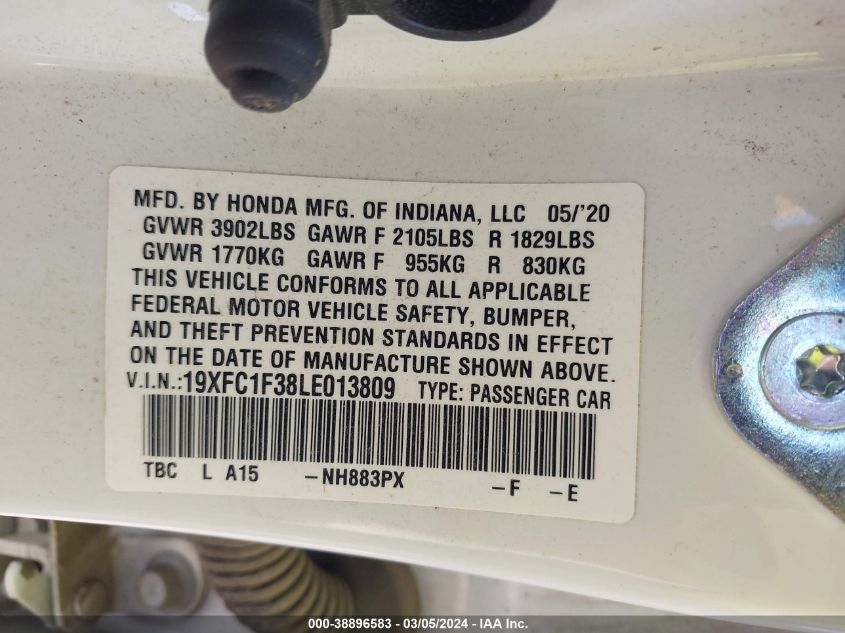 MFD. BY HONDA MFG. OF INDIANA, LLC 05/'20
GVWR 3902LBS GAWR F 2105LBS R 1829LBS
GVWR 1770KG GAWR F 955KG R 830KG
THIS VEHICLE CONFORMS TO ALL APPLICABLE
FEDERAL MOTOR VEHICLE SAFETY, BUMPER,
AND THEFT PREVENTION STANDARDS IN EFFECT
ON THE DATE OF MANUFACTURE SHOWN ABOVE.
V.I.N.:19XFC1F38LE013809 TYPE: PASSENGER CAR
TBC L A15 -NH883PX -F -E
000-38896583 - 03/05/2024 - IAA Inc.